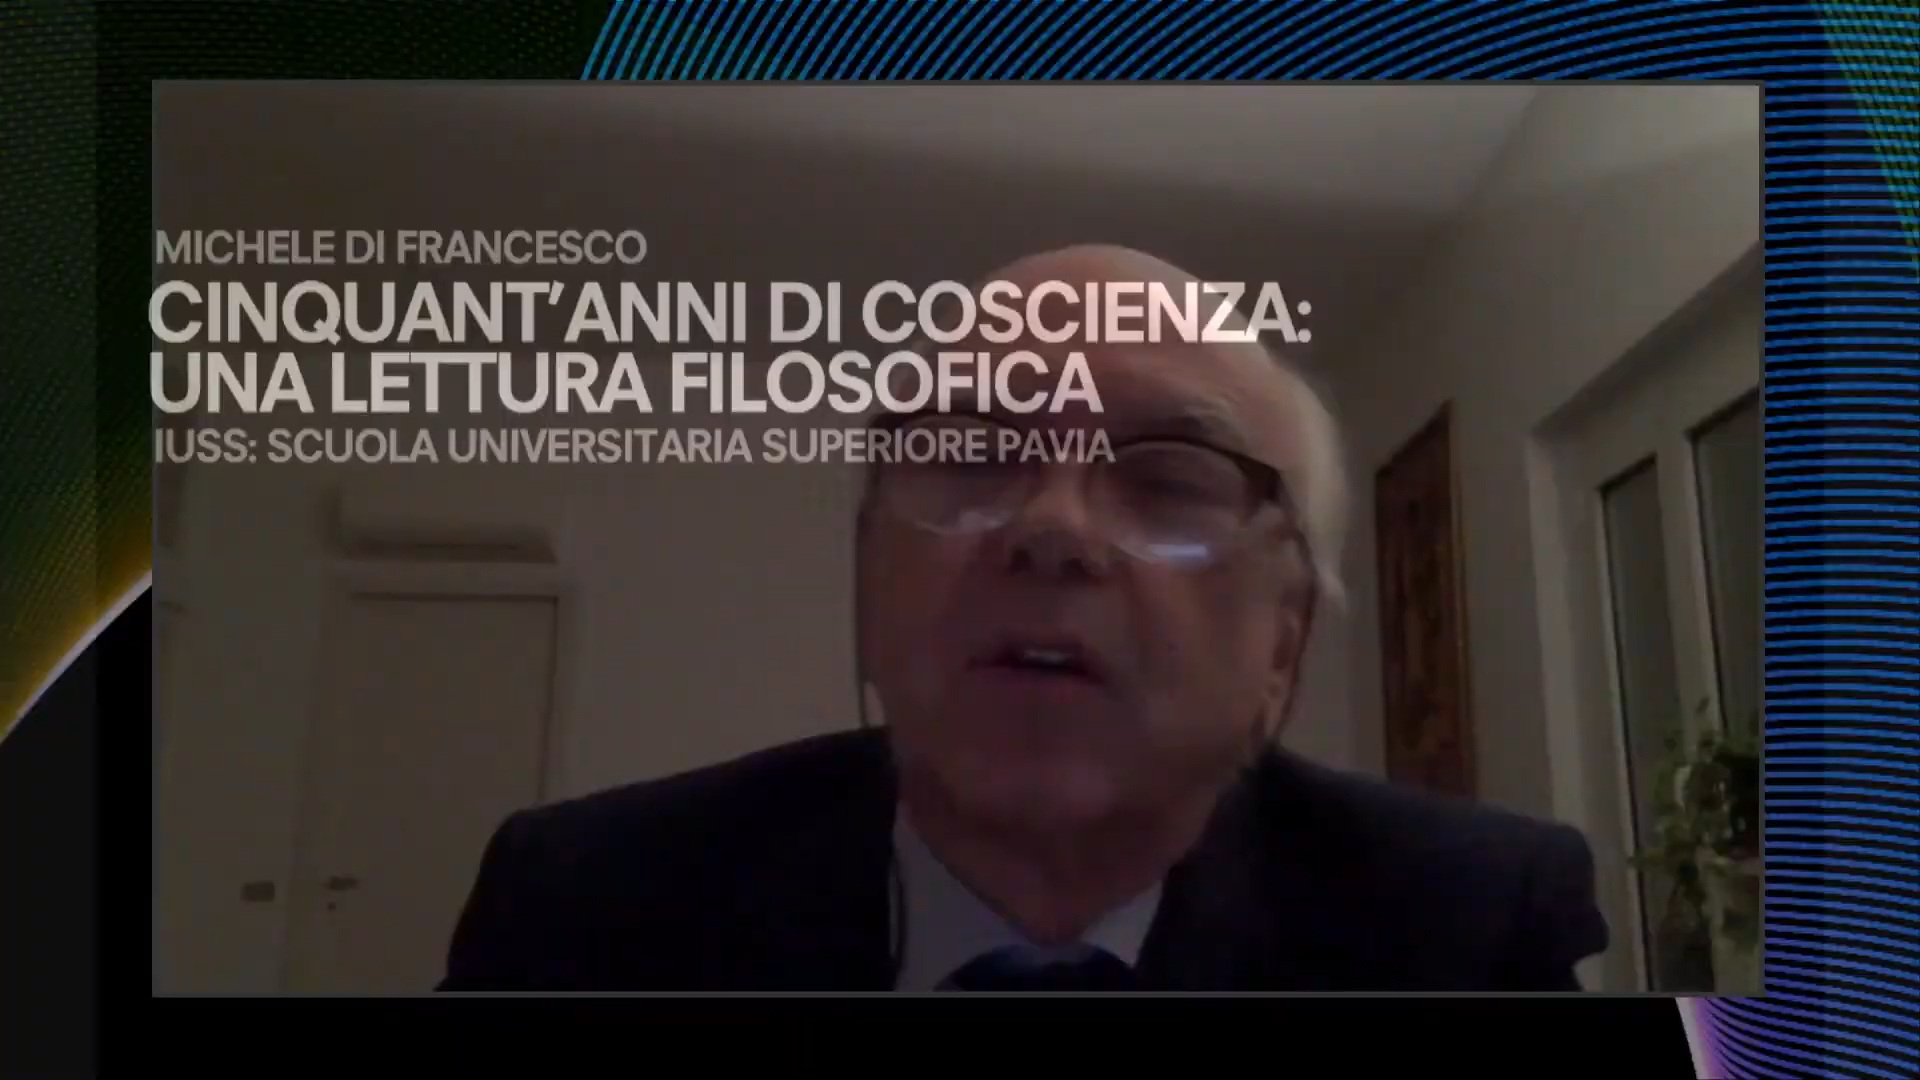 MICHELE DI FRANCESCO
CINQUANT’ANNI DI COSCIENZA:
UNA LETTURA FILOSOFICA
IUSS: SCUOLA UNIVERSITARIA SUPERIORE PAVIA